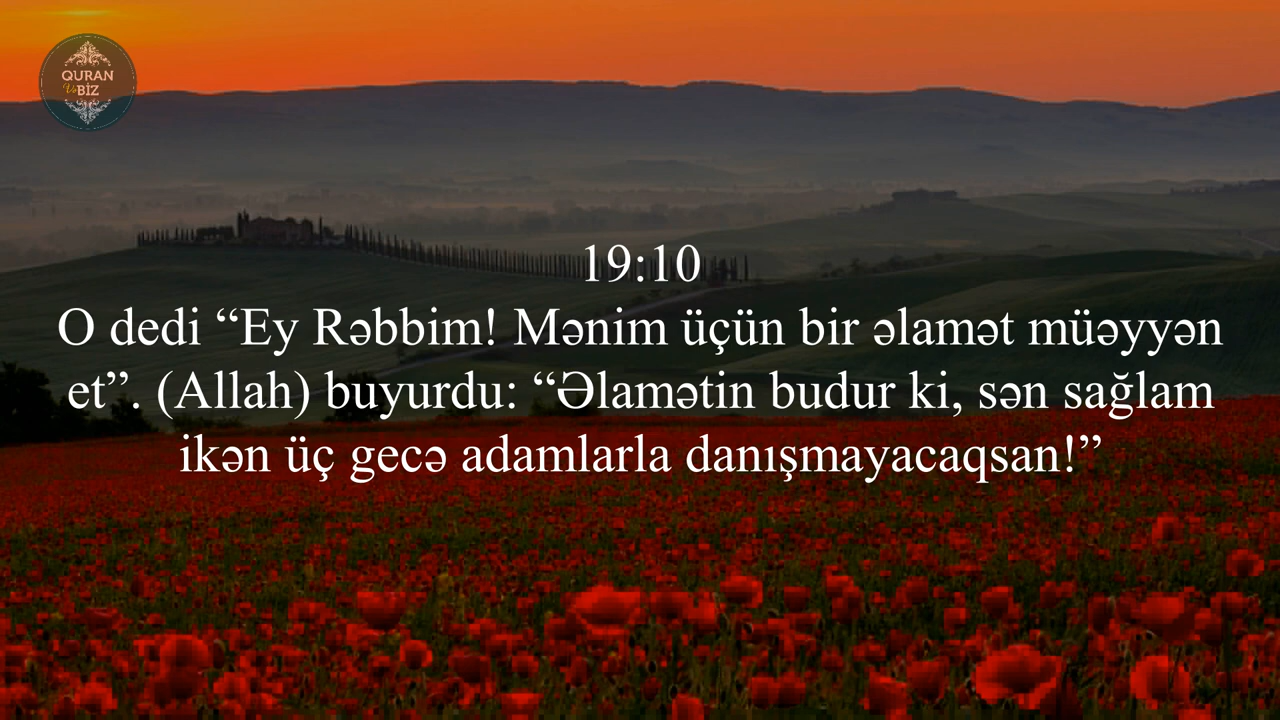 QURAN
Və BİZ
19:10
O dedi “Ey Rəbbim! Mənim üçün bir əlamət müəyyən
et”. (Allah) buyurdu: “Əlamətin budur ki, sən sağlam
ikən üç gecə adamlarla danışmayacaqsan!”